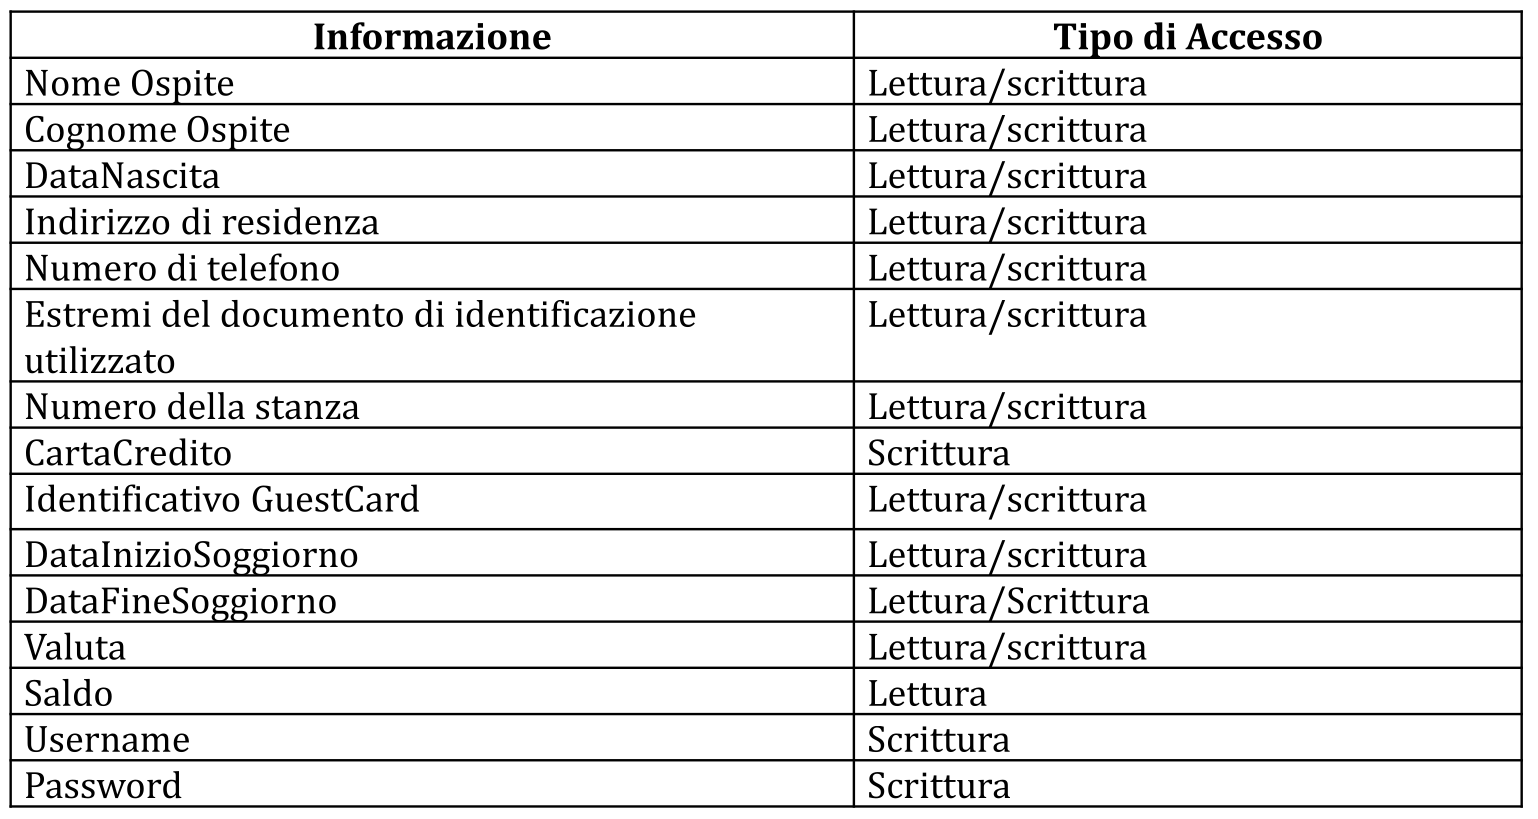 Informazione Tipo di Accesso
Nome Ospite Lettura/scrittura
Cognome Ospite Lettura/scrittura
DataNascita Lettura/scrittura
Indirizzo di residenza Lettura/scrittura
Numero di telefono Lettura/scrittura
Estremi del documento di identificazione Lettura/scrittura
utilizzato
Numero della stanza Lettura/scrittura
CartaCredito Scrittura
Identificativo GuestCard Lettura/scrittura
DataInizioSoggiorno Lettura/scrittura
DataFineSoggiorno Lettura/Scrittura
Valuta Lettura/scrittura
Saldo Lettura
Username Scrittura
Password Scrittura